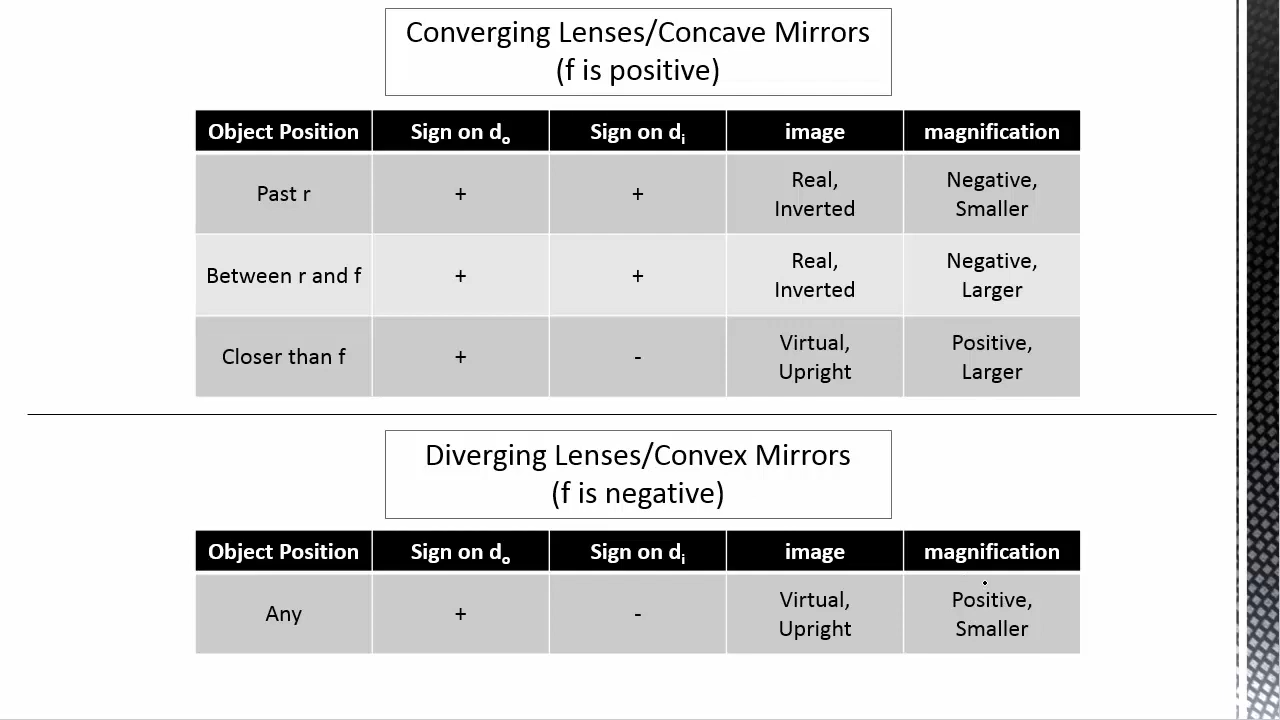 Converging Lenses/Concave Mirrors
(f is positive)
Object Position Sign on dₒ Sign on dᵢ image magnification
Past r + + Real, Negative,
Inverted Smaller
Between r and f + + Real, Negative,
Inverted Larger
Closer than f + - Virtual, Positive,
Upright Larger
Diverging Lenses/Convex Mirrors
(f is negative)
Object Position Sign on dₒ Sign on dᵢ image magnification
Any + - Virtual, Positive,
Upright Smaller